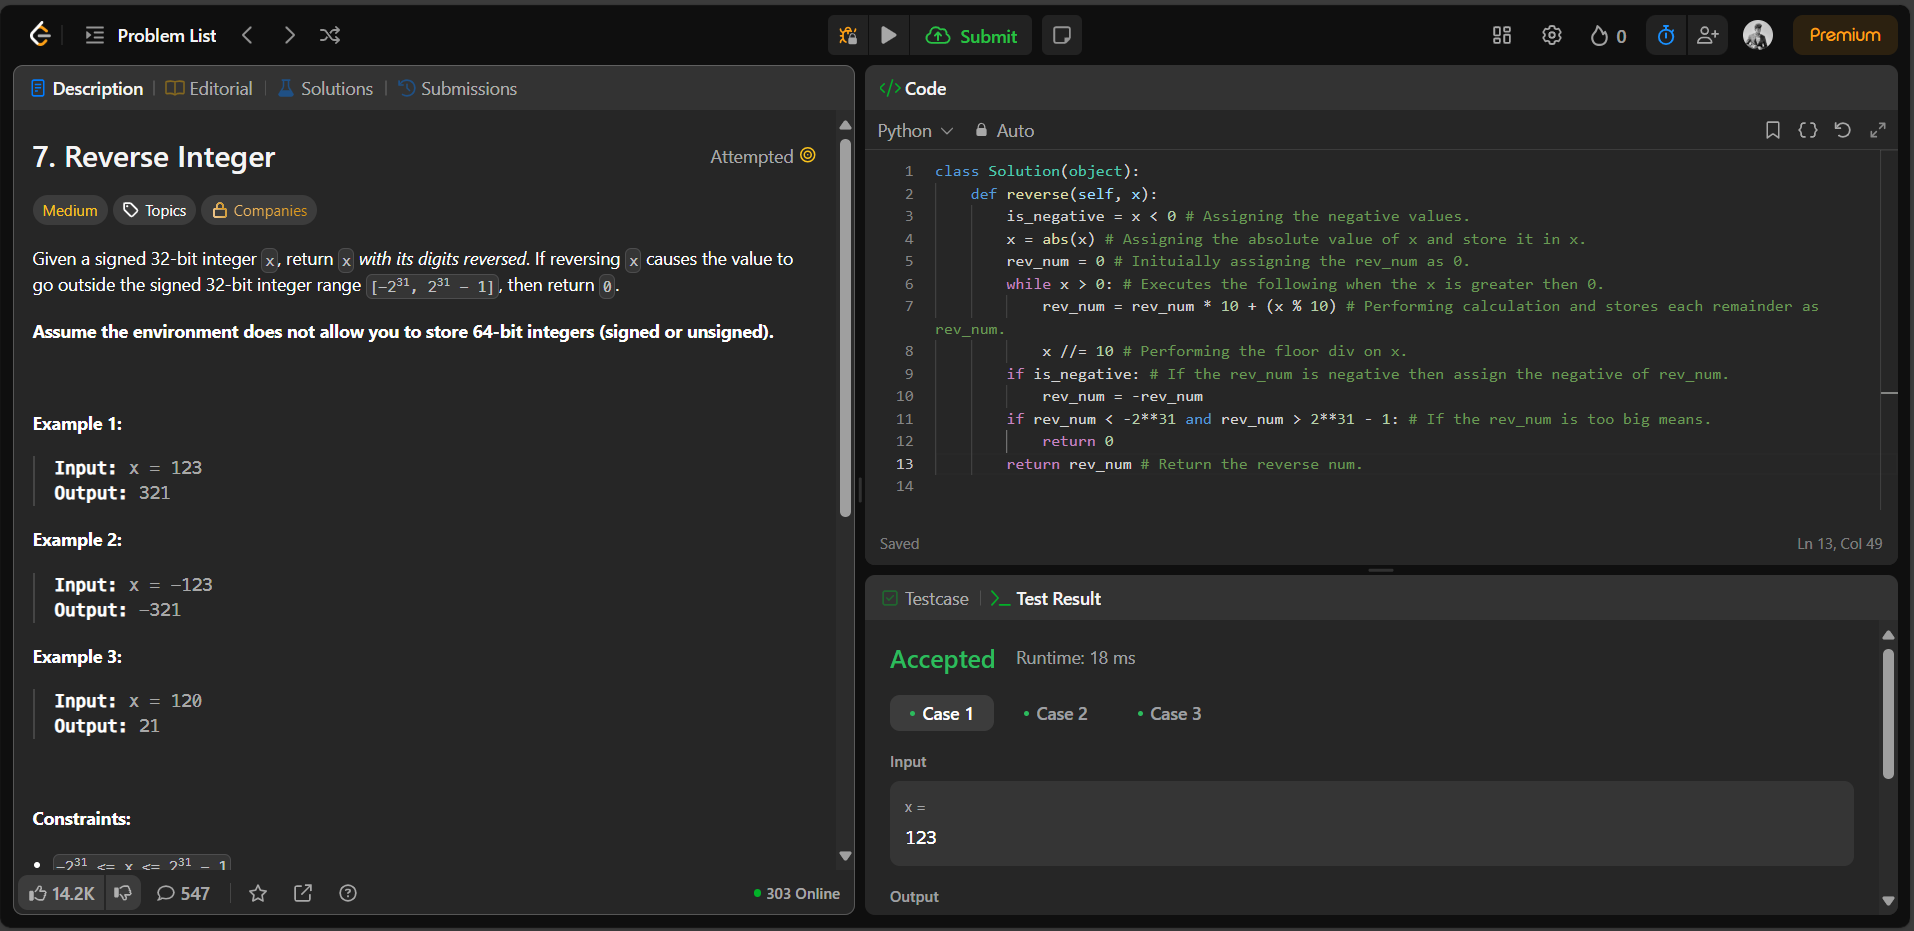 Problem List
Submit
0
Premium
Description
Editorial
Solutions
Submissions
7. Reverse Integer
Attempted
Medium
Topics
Companies
Given a signed 32-bit integer x, return x with its digits reversed. If reversing x causes the value to
go outside the signed 32-bit integer range [-2³¹, 2³¹ - 1], then return 0.
Assume the environment does not allow you to store 64-bit integers (signed or unsigned).
Example 1:
Input: x = 123
Output: 321
Example 2:
Input: x = -123
Output: -321
Example 3:
Input: x = 120
Output: 21
Constraints:
-2³¹ <= x <= 2³¹ - 1
14.2K
547
303 Online
</> Code
Python
Auto
1 class Solution(object):
2 def reverse(self, x):
3 is_negative = x < 0 # Assigning the negative values.
4 x = abs(x) # Assigning the absolute value of x and store it in x.
5 rev_num = 0 # Inituially assigning the rev_num as 0.
6 while x > 0: # Executes the following when the x is greater then 0.
7 rev_num = rev_num * 10 + (x % 10) # Performing calculation and stores each remainder as
rev_num.
8 x //= 10 # Performing the floor div on x.
9 if is_negative: # If the rev_num is negative then assign the negative of rev_num.
10 rev_num = -rev_num
11 if rev_num < -2**31 and rev_num > 2**31 - 1: # If the rev_num is too big means.
12 return 0
13 return rev_num # Return the reverse num.
14
Saved
Ln 13, Col 49
Testcase
Test Result
Accepted
Runtime: 18 ms
Case 1
Case 2
Case 3
Input
x =
123
Output